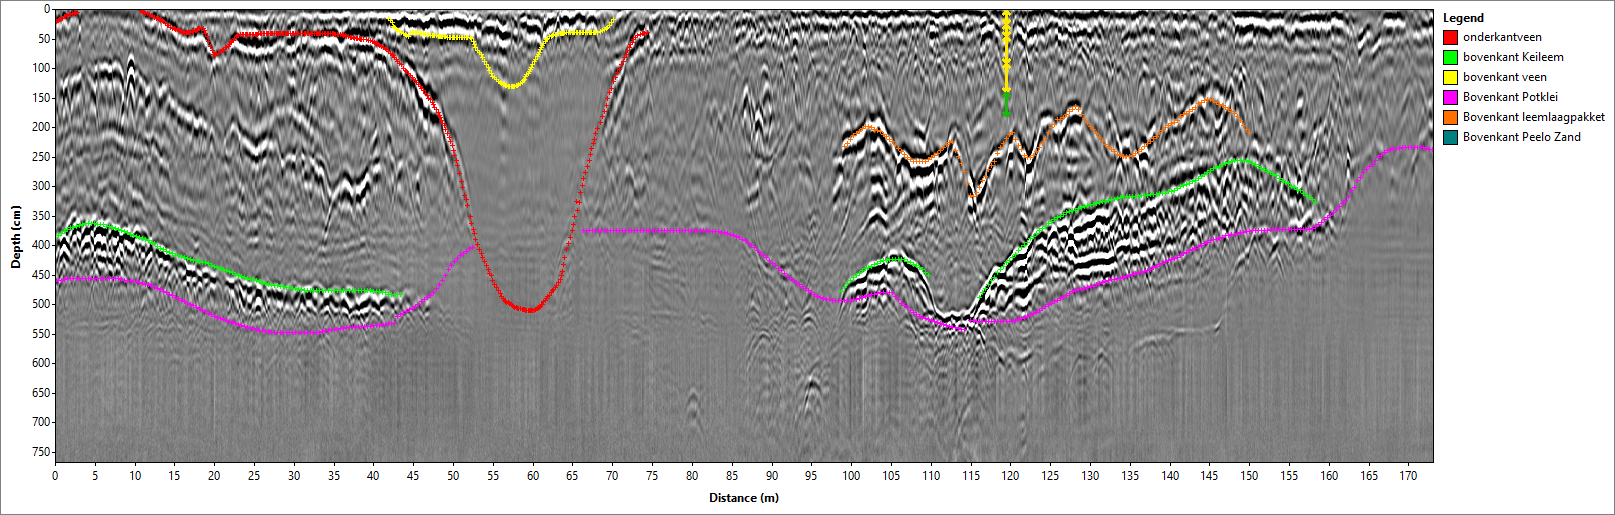 Legend
onderkantveen
bovenkant Keileem
bovenkant veen
Bovenkant Potklei
Bovenkant leemlaagpakket
Bovenkant Peelo Zand
Depth (cm)
0
50
100
150
200
250
300
350
400
450
500
550
600
650
700
750
0 5 10 15 20 25 30 35 40 45 50 55 60 65 70 75 80 85 90 95 100 105 110 115 120 125 130 135 140 145 150 155 160 165 170
Distance (m)